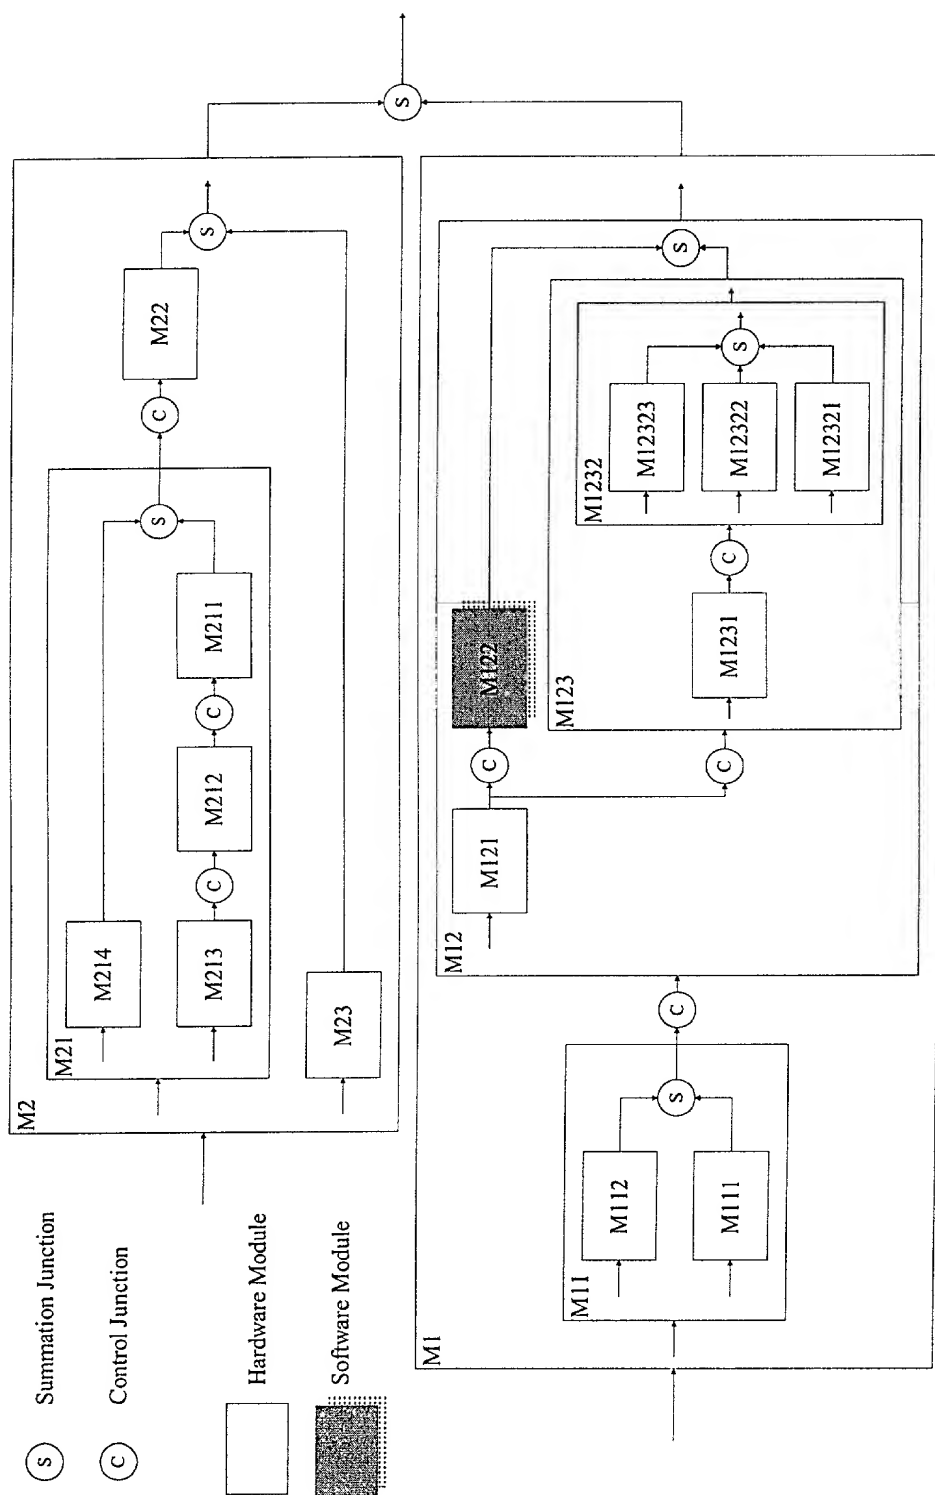 S
Summation Junction
C
Control Junction
Hardware Module
Software Module
M2
M21
M214
M213
C
M212
C
M211
S
C
M22
S
M23
S
M1
M11
M112
M111
S
C
M12
M121
C
M122
C
M123
M1231
C
M1232
M12323
M12322
M12321
S
S